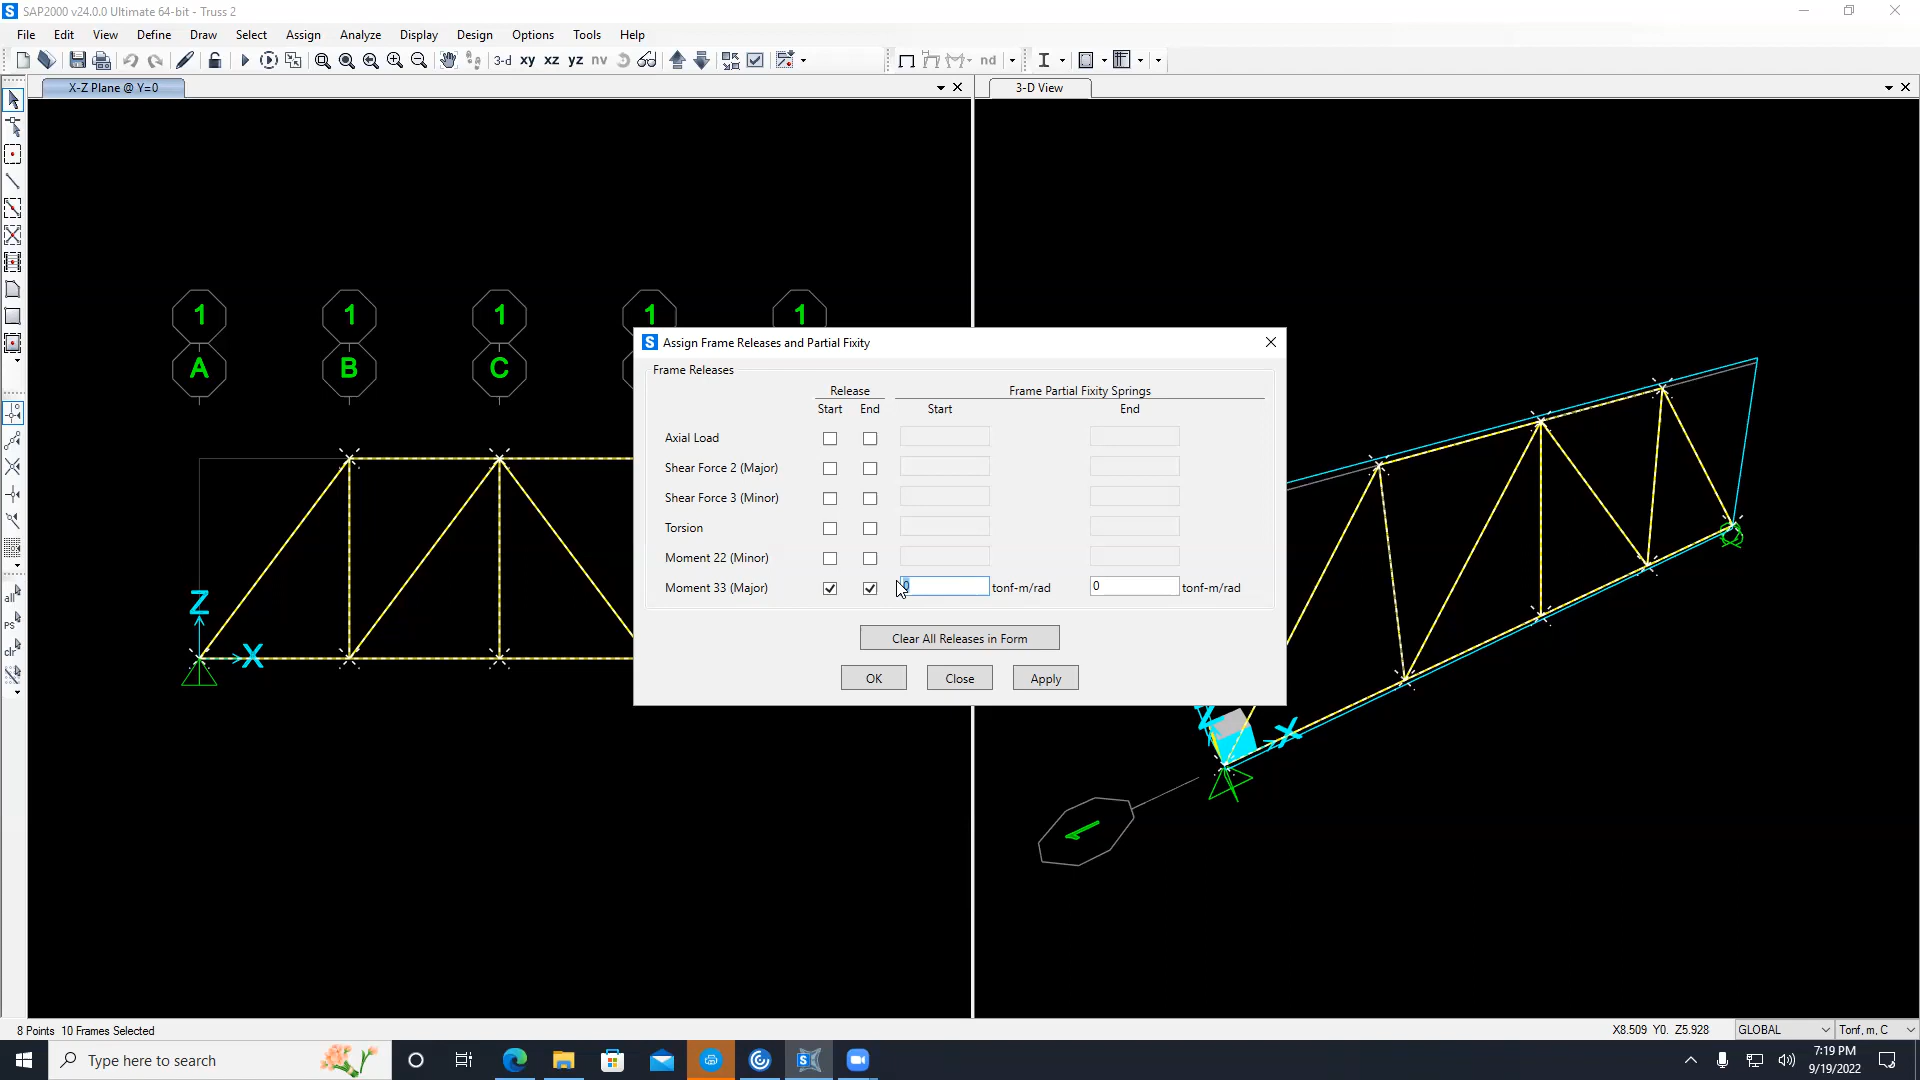 SAP2000 v24.0.0 Ultimate 64-bit - Truss 2
File Edit View Define Draw Select Assign Analyze Display Design Options Tools Help
3-d xy xz yz nv nd
X-Z Plane @ Y=0
3-D View
1 1 1 1 1
A B C
Z
X
all
PS
clr
Assign Frame Releases and Partial Fixity
Frame Releases
Release Frame Partial Fixity Springs
Start End Start End
Axial Load
Shear Force 2 (Major)
Shear Force 3 (Minor)
Torsion
Moment 22 (Minor)
Moment 33 (Major) 0 tonf-m/rad 0 tonf-m/rad
Clear All Releases in Form
OK Close Apply
Z X
1
8 Points 10 Frames Selected
X8.509 Y0. Z5.928 GLOBAL Tonf, m, C
Type here to search
7:19 PM
9/19/2022